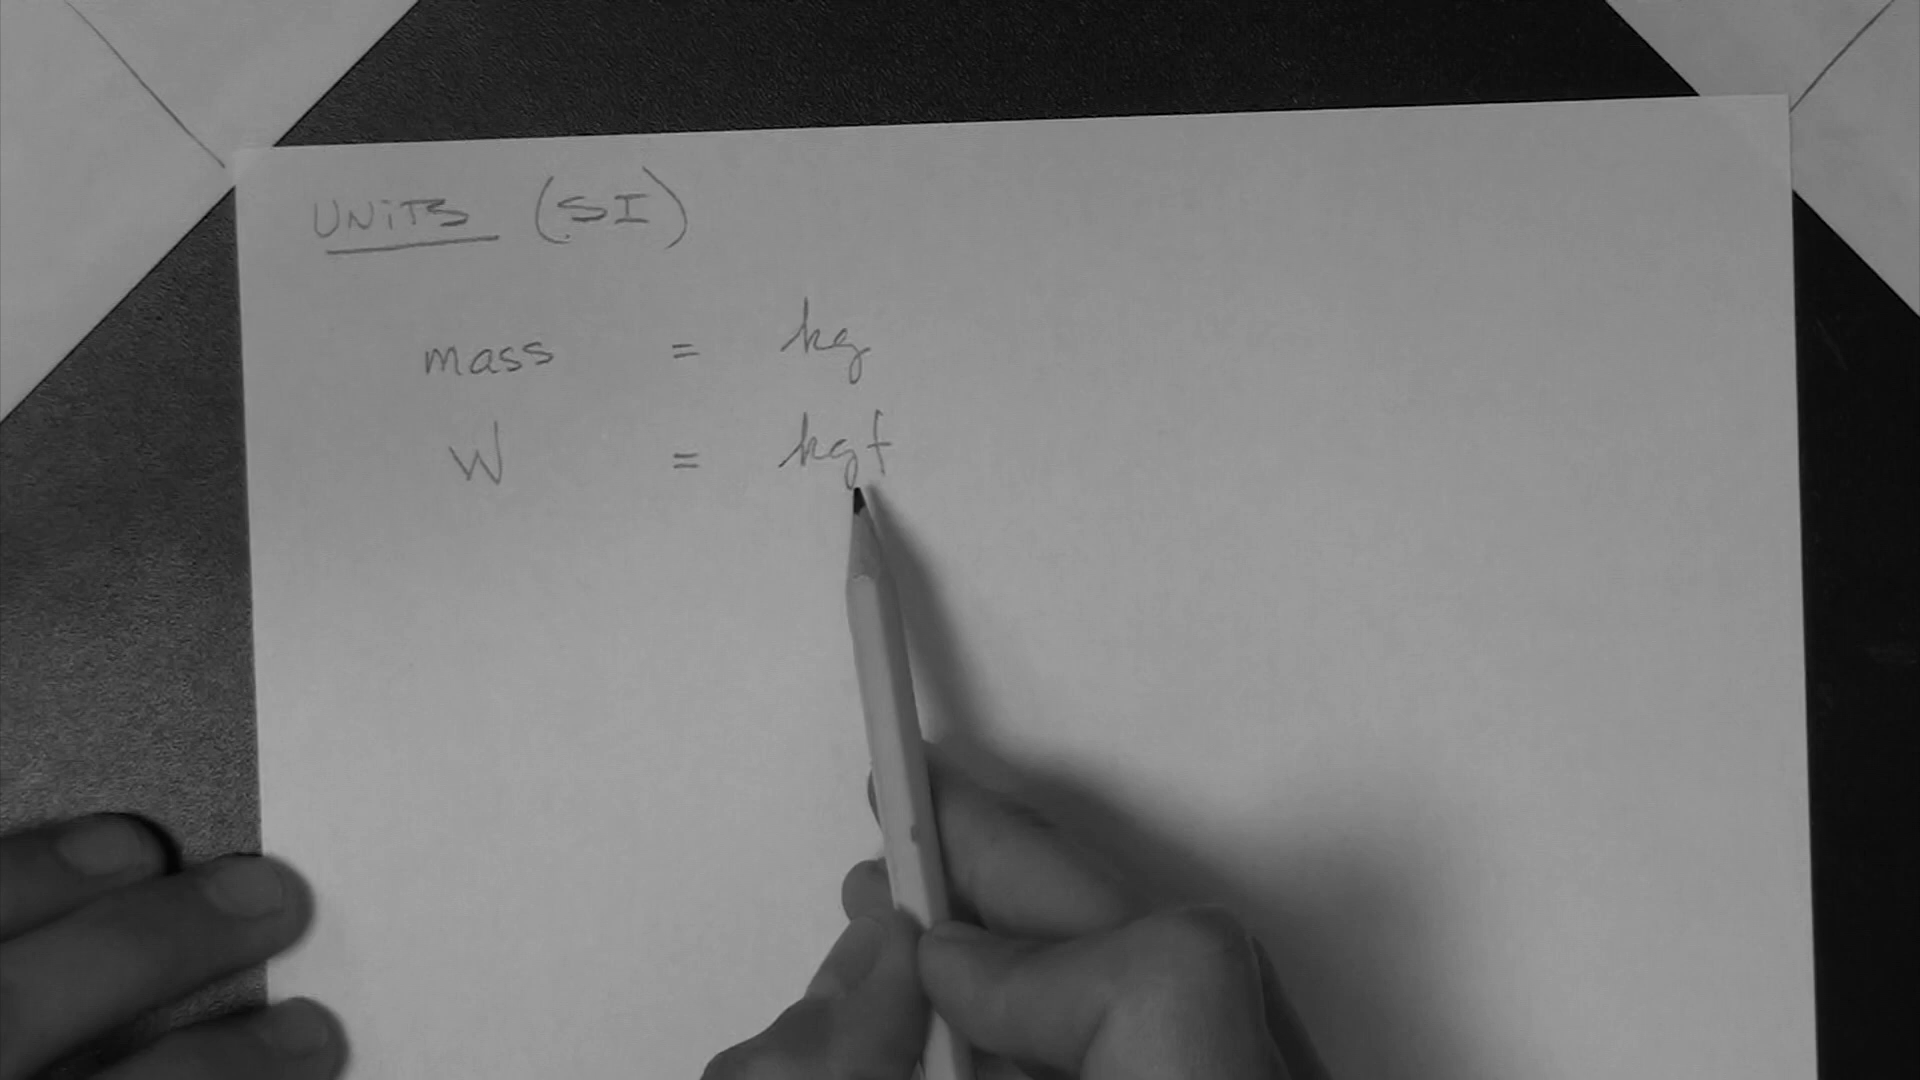 UNiTS (SI)
mass = kg
W = kgf